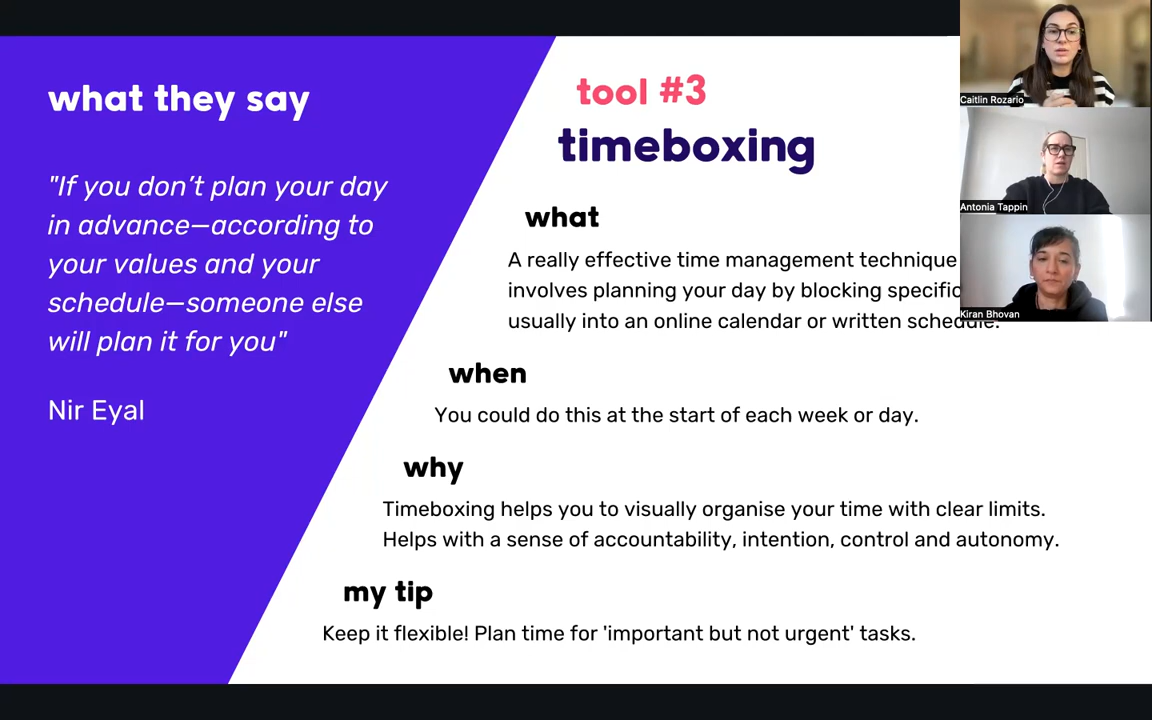 what they say
"If you don’t plan your day
in advance—according to
your values and your
schedule—someone else
will plan it for you"
Nir Eyal
tool #3
timeboxing
what
A really effective time management technique
involves planning your day by blocking specific
usually into an online calendar or written schedule.
when
You could do this at the start of each week or day.
why
Timeboxing helps you to visually organise your time with clear limits.
Helps with a sense of accountability, intention, control and autonomy.
my tip
Keep it flexible! Plan time for 'important but not urgent' tasks.
Caitlin Rozario
Antonia Tappin
Kiran Bhovan